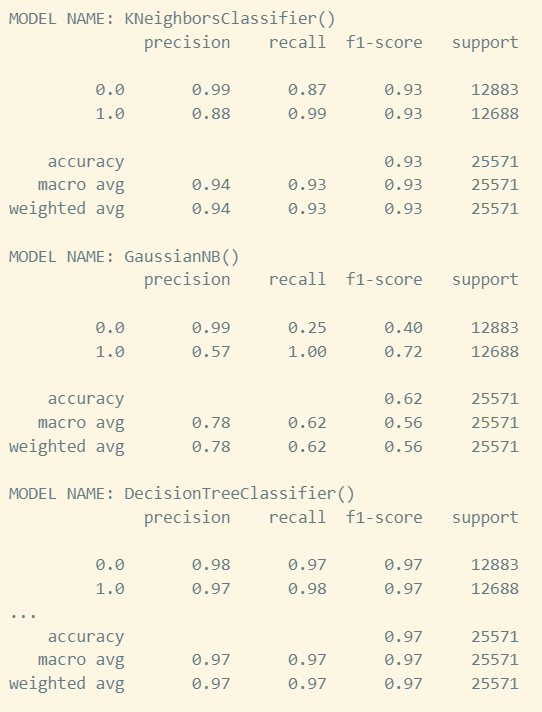 MODEL NAME: KNeighborsClassifier()
precision recall f1-score support
0.0 0.99 0.87 0.93 12883
1.0 0.88 0.99 0.93 12688
accuracy 0.93 25571
macro avg 0.94 0.93 0.93 25571
weighted avg 0.94 0.93 0.93 25571
MODEL NAME: GaussianNB()
precision recall f1-score support
0.0 0.99 0.25 0.40 12883
1.0 0.57 1.00 0.72 12688
accuracy 0.62 25571
macro avg 0.78 0.62 0.56 25571
weighted avg 0.78 0.62 0.56 25571
MODEL NAME: DecisionTreeClassifier()
precision recall f1-score support
0.0 0.98 0.97 0.97 12883
1.0 0.97 0.98 0.97 12688
...
accuracy 0.97 25571
macro avg 0.97 0.97 0.97 25571
weighted avg 0.97 0.97 0.97 25571